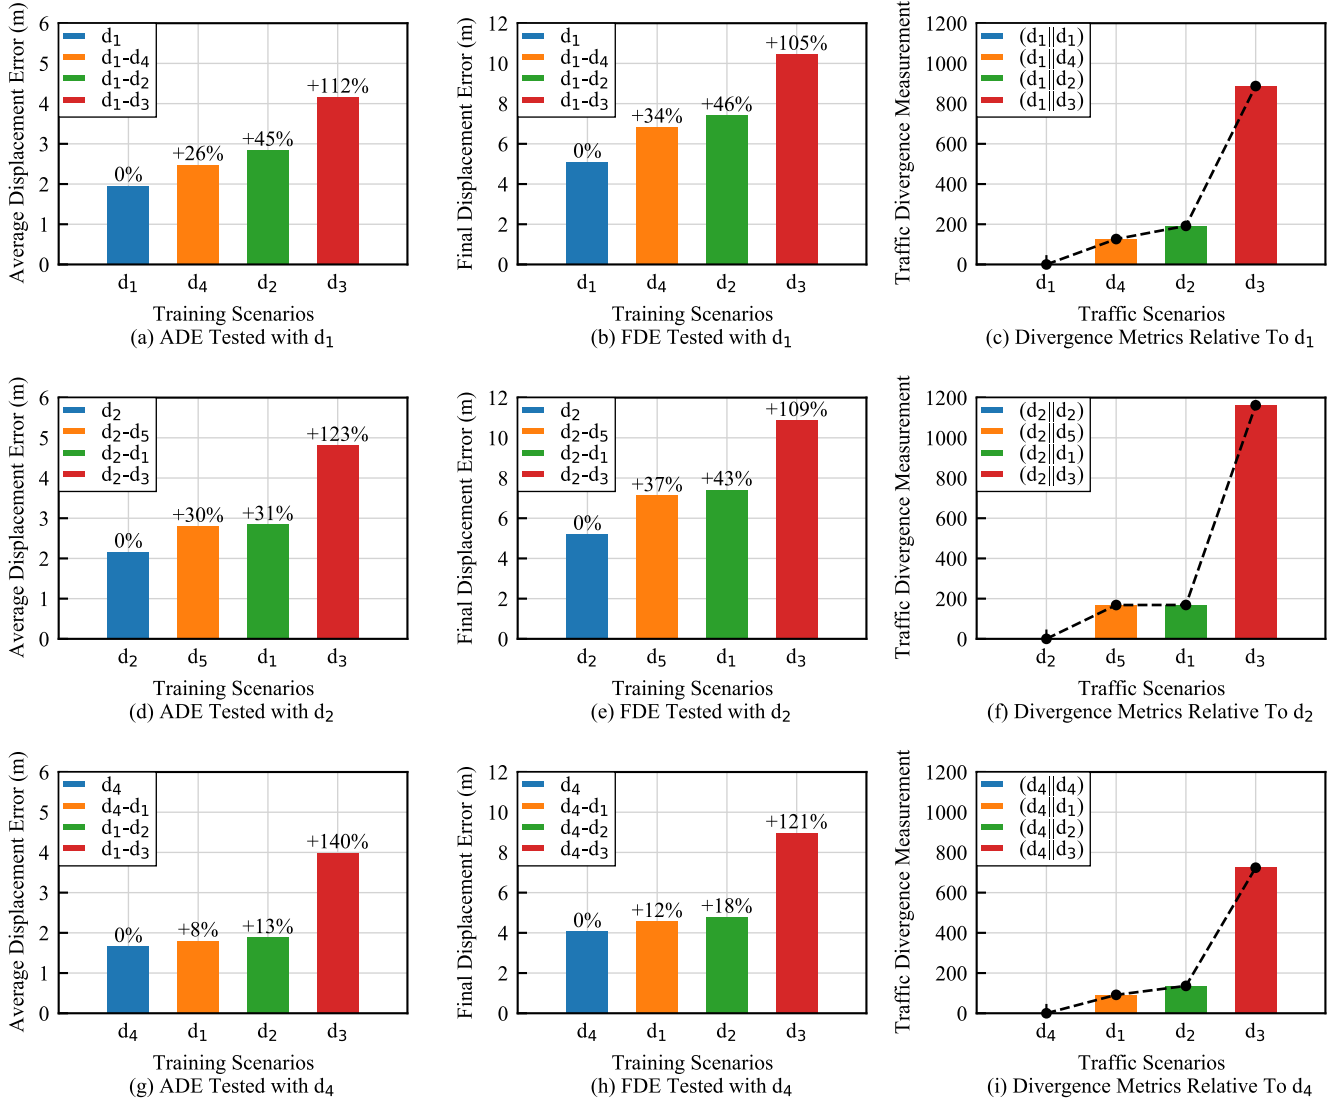 Average Displacement Error (m)
6
5
4
3
2
1
0
d₁
d₁-d₄
d₁-d₂
d₁-d₃
0%
+26%
+45%
+112%
d₁ d₄ d₂ d₃
Training Scenarios
(a) ADE Tested with d₁
Final Displacement Error (m)
12
10
8
6
4
2
0
d₁
d₁-d₄
d₁-d₂
d₁-d₃
0%
+34%
+46%
+105%
d₁ d₄ d₂ d₃
Training Scenarios
(b) FDE Tested with d₁
Traffic Divergence Measurement
1200
1000
800
600
400
200
0
(d₁||d₁)
(d₁||d₄)
(d₁||d₂)
(d₁||d₃)
d₁ d₄ d₂ d₃
Traffic Scenarios
(c) Divergence Metrics Relative To d₁
Average Displacement Error (m)
6
5
4
3
2
1
0
d₂
d₂-d₅
d₂-d₁
d₂-d₃
0%
+30%
+31%
+123%
d₂ d₅ d₁ d₃
Training Scenarios
(d) ADE Tested with d₂
Final Displacement Error (m)
12
10
8
6
4
2
0
d₂
d₂-d₅
d₂-d₁
d₂-d₃
0%
+37%
+43%
+109%
d₂ d₅ d₁ d₃
Training Scenarios
(e) FDE Tested with d₂
Traffic Divergence Measurement
1200
1000
800
600
400
200
0
(d₂||d₂)
(d₂||d₅)
(d₂||d₁)
(d₂||d₃)
d₂ d₅ d₁ d₃
Traffic Scenarios
(f) Divergence Metrics Relative To d₂
Average Displacement Error (m)
6
5
4
3
2
1
0
d₄
d₄-d₁
d₁-d₂
d₁-d₃
0%
+8%
+13%
+140%
d₄ d₁ d₂ d₃
Training Scenarios
(g) ADE Tested with d₄
Final Displacement Error (m)
12
10
8
6
4
2
0
d₄
d₄-d₁
d₄-d₂
d₄-d₃
0%
+12%
+18%
+121%
d₄ d₁ d₂ d₃
Training Scenarios
(h) FDE Tested with d₄
Traffic Divergence Measurement
1200
1000
800
600
400
200
0
(d₄||d₄)
(d₄||d₁)
(d₄||d₂)
(d₄||d₃)
d₄ d₁ d₂ d₃
Traffic Scenarios
(i) Divergence Metrics Relative To d₄